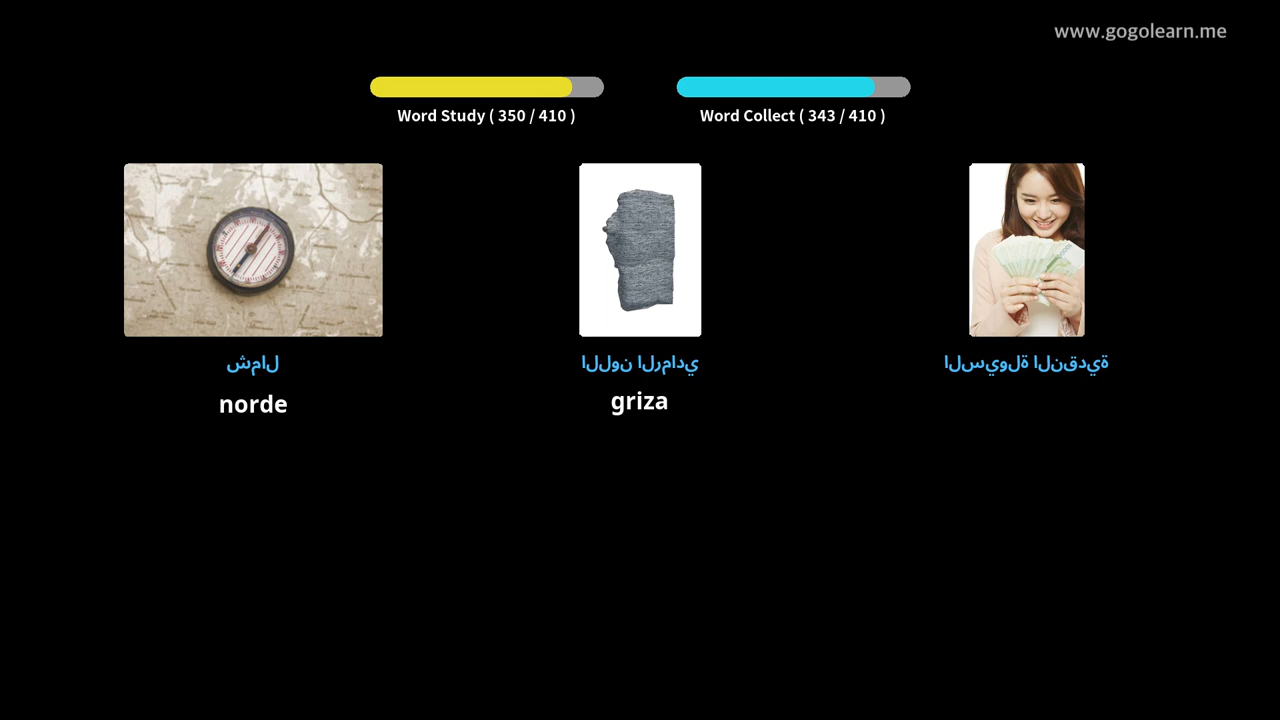 www.gogolearn.me
Word Study ( 350 / 410 )
Word Collect ( 343 / 410 )
شمال
اللون الرمادي
السيولة النقدية
norde
griza